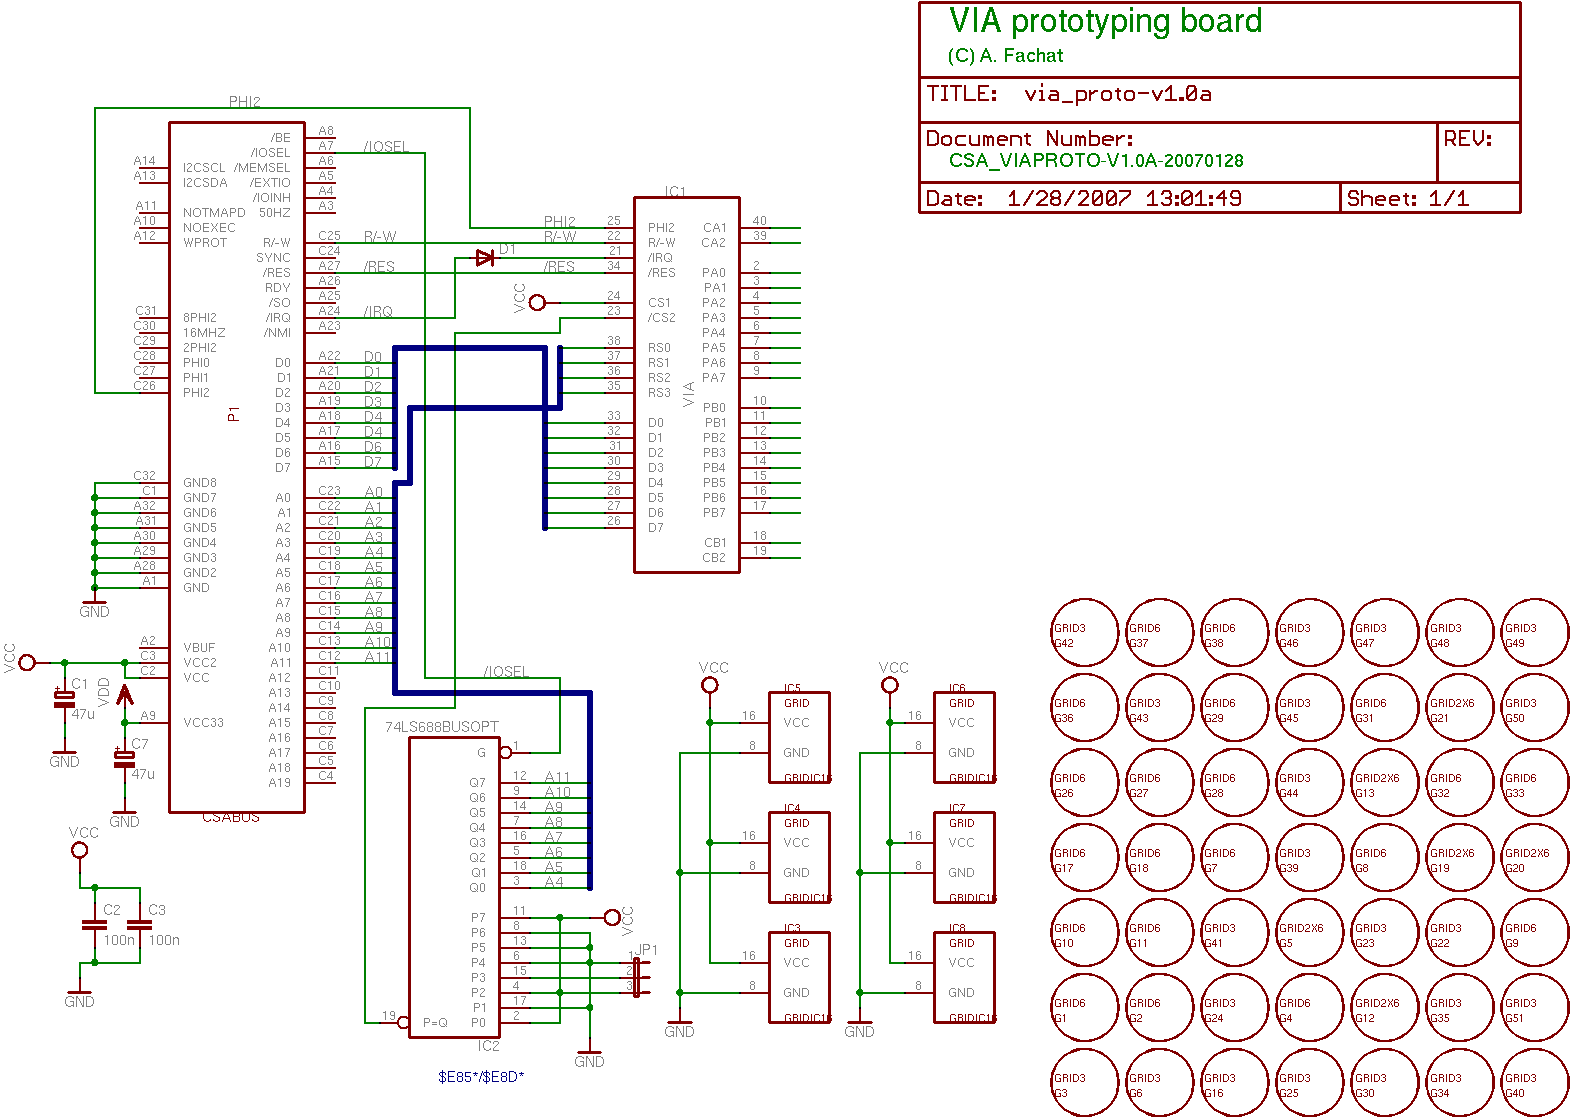 VIA prototyping board
(C) A. Fachat
TITLE: via_proto-v1.0a
Document Number:
REV:
CSA_VIAPROTO-V1.0A-20070128
Date: 1/28/2007 13:01:49
Sheet: 1/1
PHI2
A14 I2CSCL
A13 I2CSDA
A11 NOTMAPD
A10 NOEXEC
A12 WPROT
C31 8PHI2
C30 16MHZ
C29 2PHI2
C28 PHI0
C27 PHI1
C26 PHI2
C32 GND8
C1 GND7
A32 GND6
A31 GND5
A30 GND4
A29 GND3
A28 GND2
A1 GND
GND
A2 VBUF
C3 VCC2
C2 VCC
A9 VCC33
P1
/BE A8
/IOSEL A7 /IOSEL
/MEMSEL A6
/EXTIO A5
/IOINH A4
50HZ A3
R/-W C25 R/-W
SYNC C24
/RES A27 /RES
RDY A26
/SO A25
/IRQ A24 /IRQ
/NMI A23
D0 A22 D0
D1 A21 D1
D2 A20 D2
D3 A19 D3
D4 A18 D4
D5 A17 D4
D6 A16 D6
D7 A15 D7
A0 C23 A0
A1 C22 A1
A2 C21 A2
A3 C20 A3
A4 C19 A4
A5 C18 A5
A6 C17 A6
A7 C16 A7
A8 C15 A8
A9 C14 A9
A10 C13 A10
A11 C12 A11
A12 C11
A13 C10
A14 C9
A15 C8
A16 C7
A17 C6
A18 C5
A19 C4
CSABUS
VCC
C1
+
47u
GND
VDD
C7
+
47u
GND
VCC
C2
100n
C3
100n
GND
IC1
PHI2 25 PHI2
R/-W 22 R/-W
D1 21 /IRQ
/RES 34 /RES
VCC
24 CS1
23 /CS2
38 RS0
37 RS1
36 RS2
35 RS3
33 D0
32 D1
31 D2
30 D3
29 D4
28 D5
27 D6
26 D7
VIA
CA1 40
CA2 39
PA0 2
PA1 3
PA2 4
PA3 5
PA4 6
PA5 7
PA6 8
PA7 9
PB0 10
PB1 11
PB2 12
PB3 13
PB4 14
PB5 15
PB6 16
PB7 17
CB1 18
CB2 19
/IOSEL
74LS688BUSOPT
G 1
Q7 12 A11
Q6 9 A10
Q5 14 A9
Q4 7 A8
Q3 16 A7
Q2 5 A6
Q1 18 A5
Q0 3 A4
P7 11
P6 8
P5 13
P4 6
P3 15
P2 4
P1 17
P0 2
19 P=Q
IC2
VCC
JP1
1
2
3
GND
$E85*/$E8D*
VCC
IC5
GRID
16 VCC
8 GND
GRIDIC16
IC4
GRID
16 VCC
8 GND
GRIDIC16
IC3
GRID
16 VCC
8 GND
GRIDIC16
GND
VCC
IC6
GRID
16 VCC
8 GND
GRIDIC16
IC7
GRID
16 VCC
8 GND
GRIDIC16
IC8
GRID
16 VCC
8 GND
GRIDIC16
GND
GRID3 GRID6 GRID6 GRID3 GRID3 GRID3 GRID3
G42 G37 G38 G46 G47 G48 G49
GRID6 GRID3 GRID6 GRID3 GRID6 GRID2X6 GRID3
G36 G43 G29 G45 G31 G21 G50
GRID6 GRID6 GRID6 GRID3 GRID2X6 GRID6 GRID6
G26 G27 G28 G44 G13 G32 G33
GRID6 GRID6 GRID6 GRID3 GRID6 GRID2X6 GRID2X6
G17 G18 G7 G39 G8 G19 G20
GRID6 GRID6 GRID3 GRID2X6 GRID3 GRID3 GRID6
G10 G11 G41 G5 G23 G22 G9
GRID6 GRID6 GRID3 GRID6 GRID2X6 GRID3 GRID3
G1 G2 G24 G4 G12 G35 G51
GRID3 GRID6 GRID3 GRID3 GRID3 GRID3 GRID3
G3 G6 G16 G25 G30 G34 G40